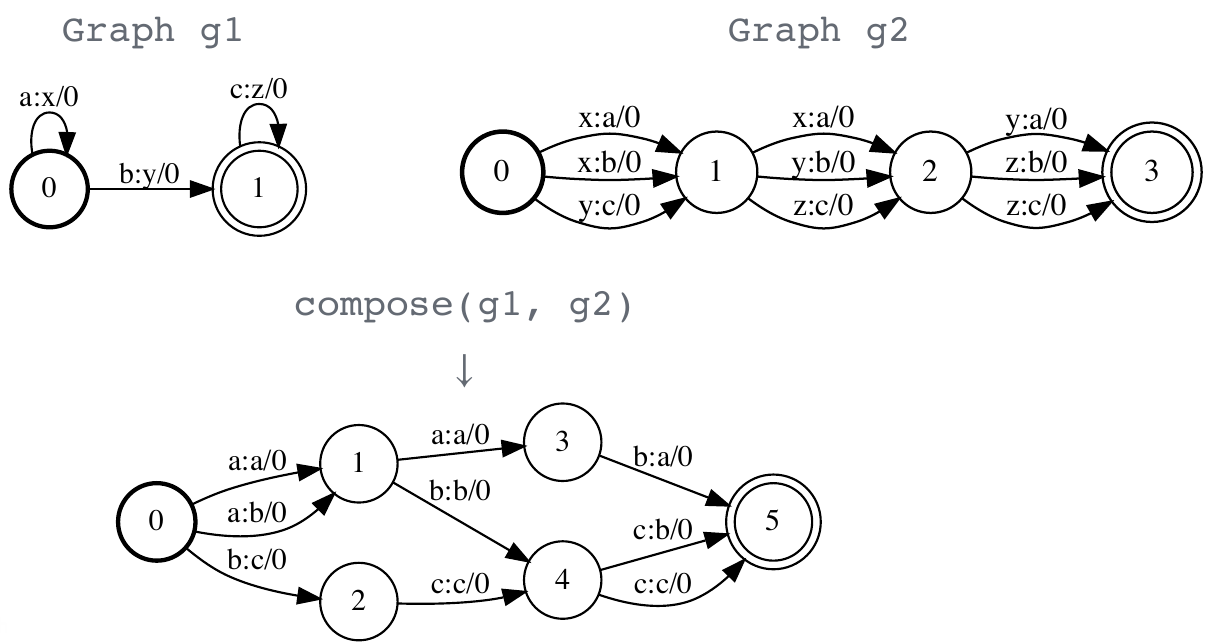 Graph g1
Graph g2
a:x/0
c:z/0
0
b:y/0
1
x:a/0
x:b/0
y:c/0
0
1
x:a/0
y:b/0
z:c/0
2
y:a/0
z:b/0
z:c/0
3
compose(g1, g2)
↓
0
a:a/0
a:b/0
b:c/0
1
2
a:a/0
b:b/0
c:c/0
3
4
b:a/0
c:b/0
c:c/0
5